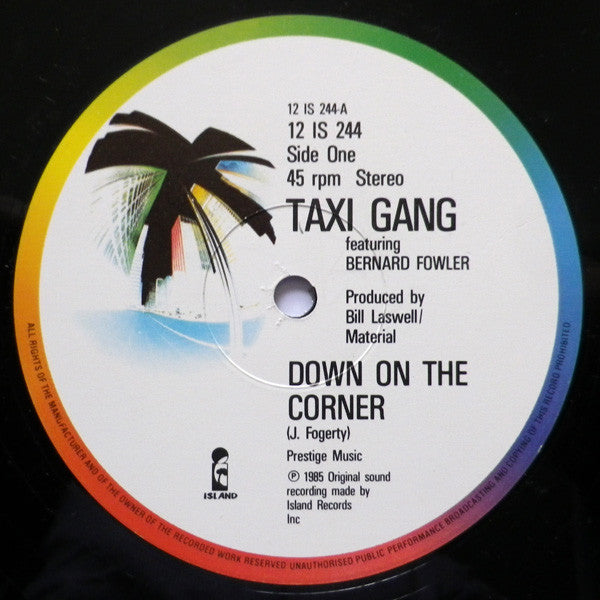 12 IS 244-A
12 IS 244
Side One
45 rpm Stereo
TAXI GANG
featuring
BERNARD FOWLER
Produced by
Bill Laswell/
Material
DOWN ON THE
CORNER
(J. Fogerty)
Prestige Music
℗ 1985 Original sound
recording made by
Island Records
Inc
ISLAND
ALL RIGHTS OF THE MANUFACTURER AND OF THE OWNER OF THE RECORDED WORK RESERVED UNAUTHORISED PUBLIC PERFORMANCE BROADCASTING AND COPYING OF THIS RECORD PROHIBITED